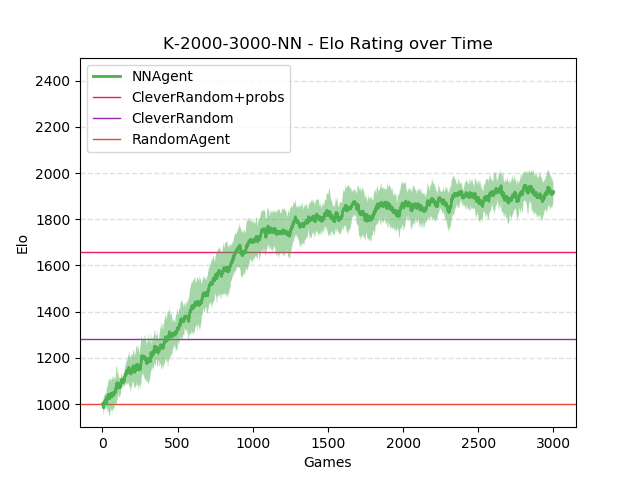 K-2000-3000-NN - Elo Rating over Time
NNAgent
CleverRandom+probs
CleverRandom
RandomAgent
2400
2200
2000
1800
1600
1400
1200
1000
Elo
0 500 1000 1500 2000 2500 3000
Games